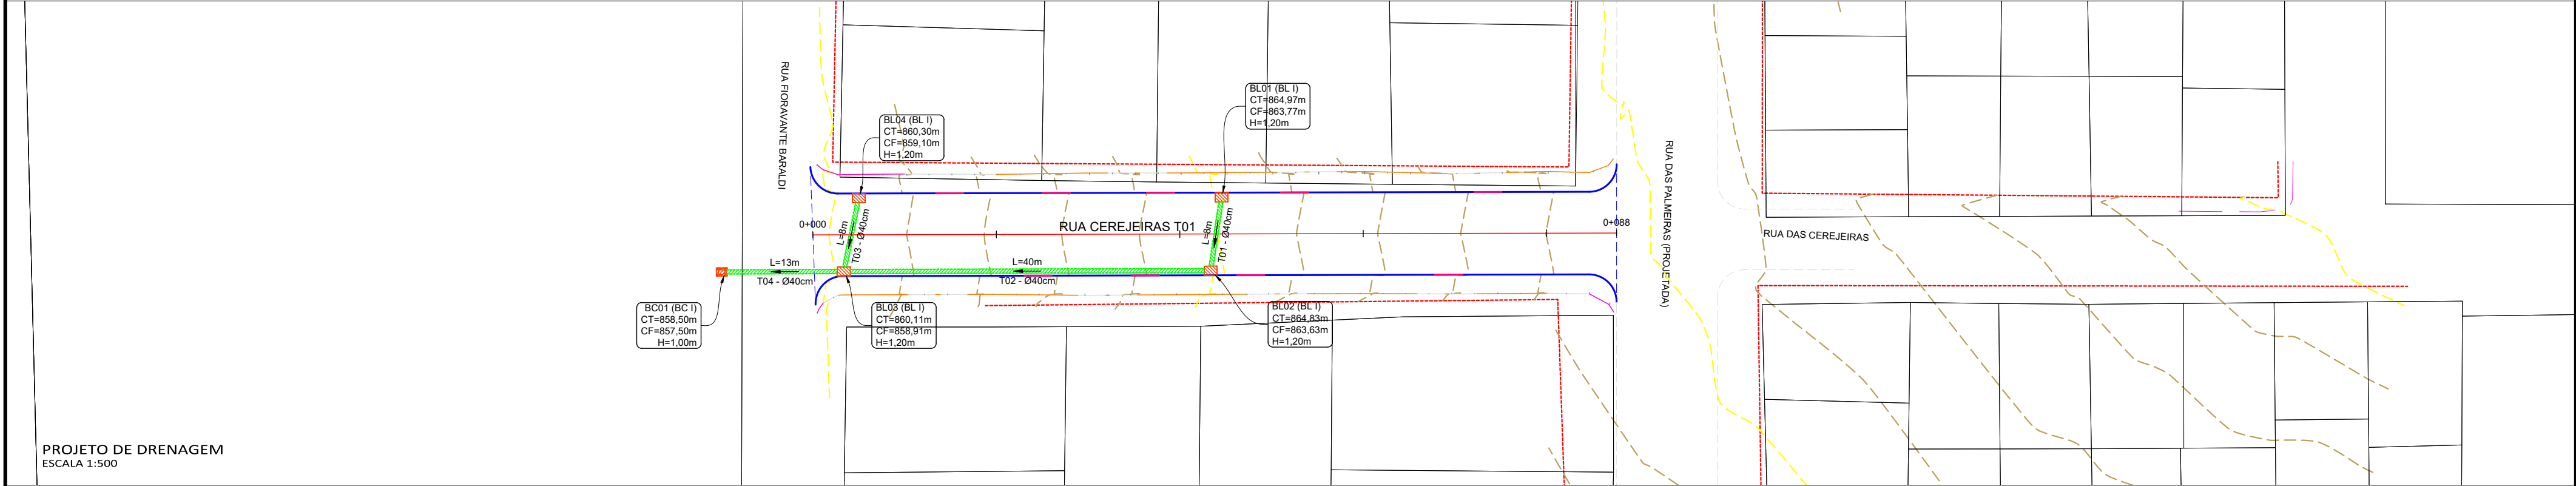 RUA FIORAVANTE BARALDI
BL04 (BL I)
CT=860,30m
CF=859,10m
H=1,20m
BL01 (BL I)
CT=864,97m
CF=863,77m
H=1,20m
0+000
L=8m
T03 - Ø40cm
RUA CEREJEIRAS T01
L=8m
T01 - Ø40cm
0+088
RUA DAS PALMEIRAS (PROJETADA)
RUA DAS CEREJEIRAS
L=13m
T04 - Ø40cm
L=40m
T02 - Ø40cm
BC01 (BC I)
CT=858,50m
CF=857,50m
H=1,00m
BL03 (BL I)
CT=860,11m
CF=858,91m
H=1,20m
BL02 (BL I)
CT=864,83m
CF=863,63m
H=1,20m
PROJETO DE DRENAGEM
ESCALA 1:500